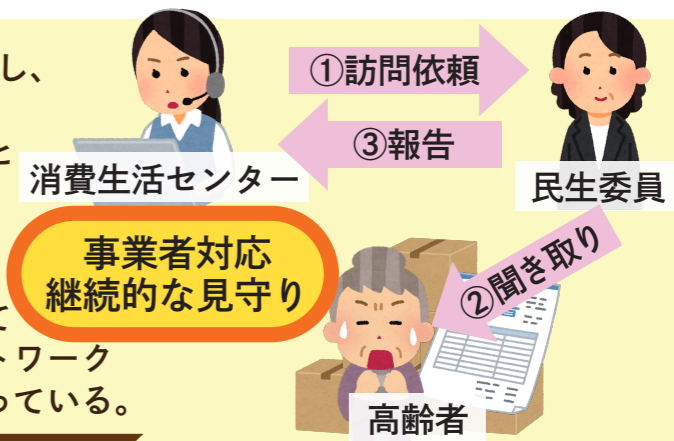 し、
と
て
トワーク
っている。
①訪問依頼
③報告
消費生活センター
民生委員
②聞き取り
事業者対応
継続的な見守り
高齢者